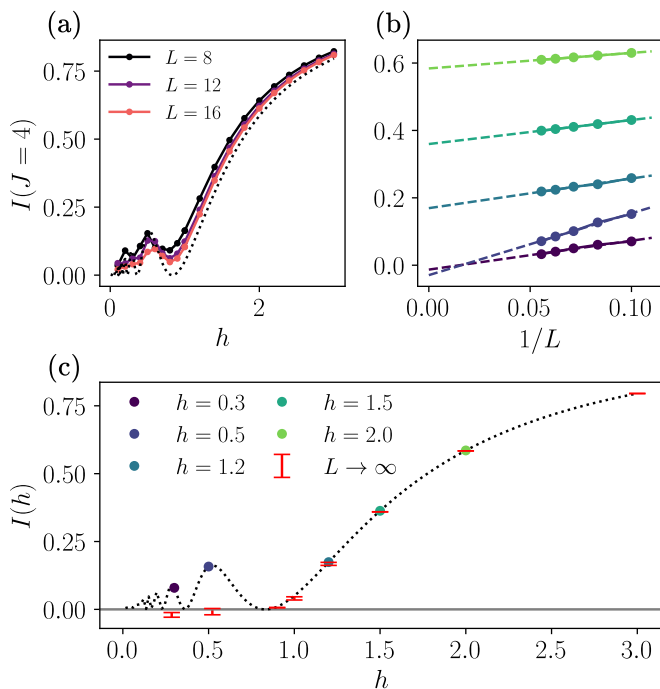 (a)
(b)
I(J = 4)
0.75
0.50
0.25
0.00
L = 8
L = 12
L = 16
0
2
h
0.6
0.4
0.2
0.0
0.00
0.05
0.10
1/L
(c)
I(h)
0.75
0.50
0.25
0.00
h = 0.3
h = 0.5
h = 1.2
h = 1.5
h = 2.0
L → ∞
0.0
0.5
1.0
1.5
2.0
2.5
3.0
h